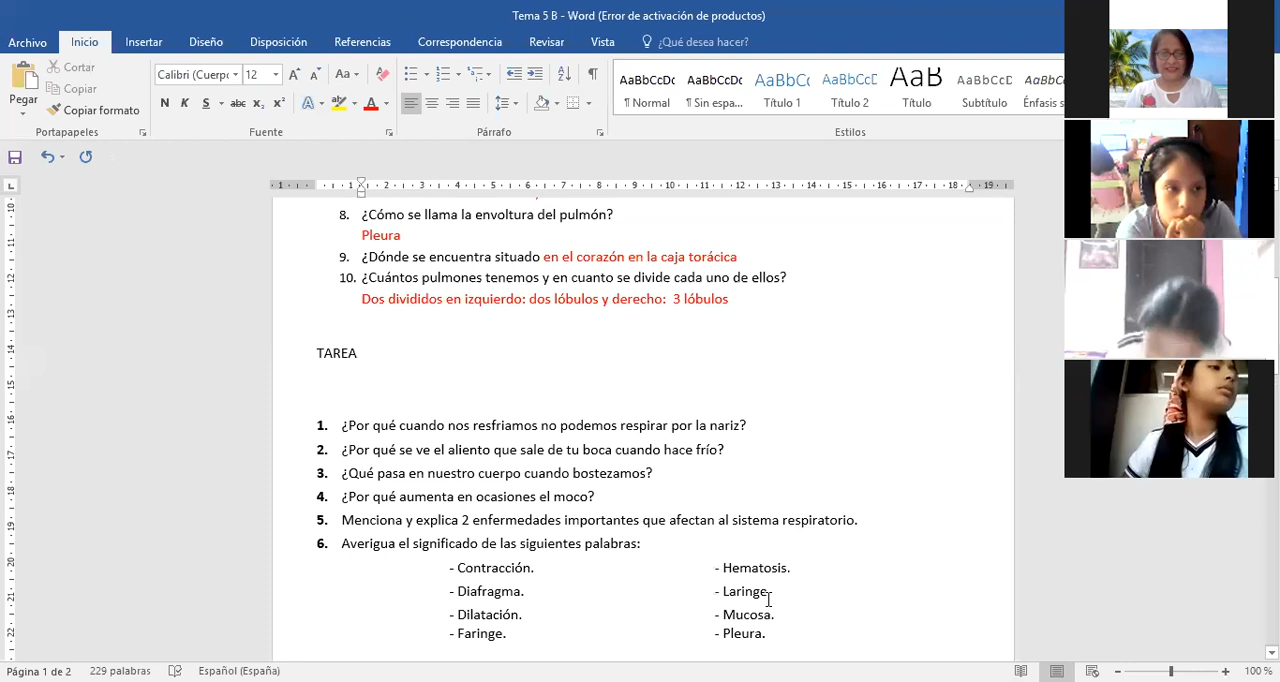 Tema 5 B - Word (Error de activación de productos)
Archivo Inicio Insertar Diseño Disposición Referencias Correspondencia Revisar Vista ¿Qué desea hacer?
Cortar
Copiar
Copiar formato
Pegar
Portapapeles
Calibri (Cuerpo 12
Aa
N K S abc x₂ x²
Fuente
Párrafo
AaBbCcDc AaBbCcDc AaBbCc AaBbCcD AaB AaBbCcD AaBbCcD
¶ Normal ¶ Sin espa... Título 1 Título 2 Título Subtítulo Énfasis s
Estilos
8. ¿Cómo se llama la envoltura del pulmón?
Pleura
9. ¿Dónde se encuentra situado en el corazón en la caja torácica
10. ¿Cuántos pulmones tenemos y en cuanto se divide cada uno de ellos?
Dos divididos en izquierdo: dos lóbulos y derecho: 3 lóbulos
TAREA
1. ¿Por qué cuando nos resfriamos no podemos respirar por la nariz?
2. ¿Por qué se ve el aliento que sale de tu boca cuando hace frío?
3. ¿Qué pasa en nuestro cuerpo cuando bostezamos?
4. ¿Por qué aumenta en ocasiones el moco?
5. Menciona y explica 2 enfermedades importantes que afectan al sistema respiratorio.
6. Averigua el significado de las siguientes palabras:
- Contracción. - Hematosis.
- Diafragma. - Laringe.
- Dilatación. - Mucosa.
- Faringe. - Pleura.
Página 1 de 2 229 palabras Español (España) 100 %